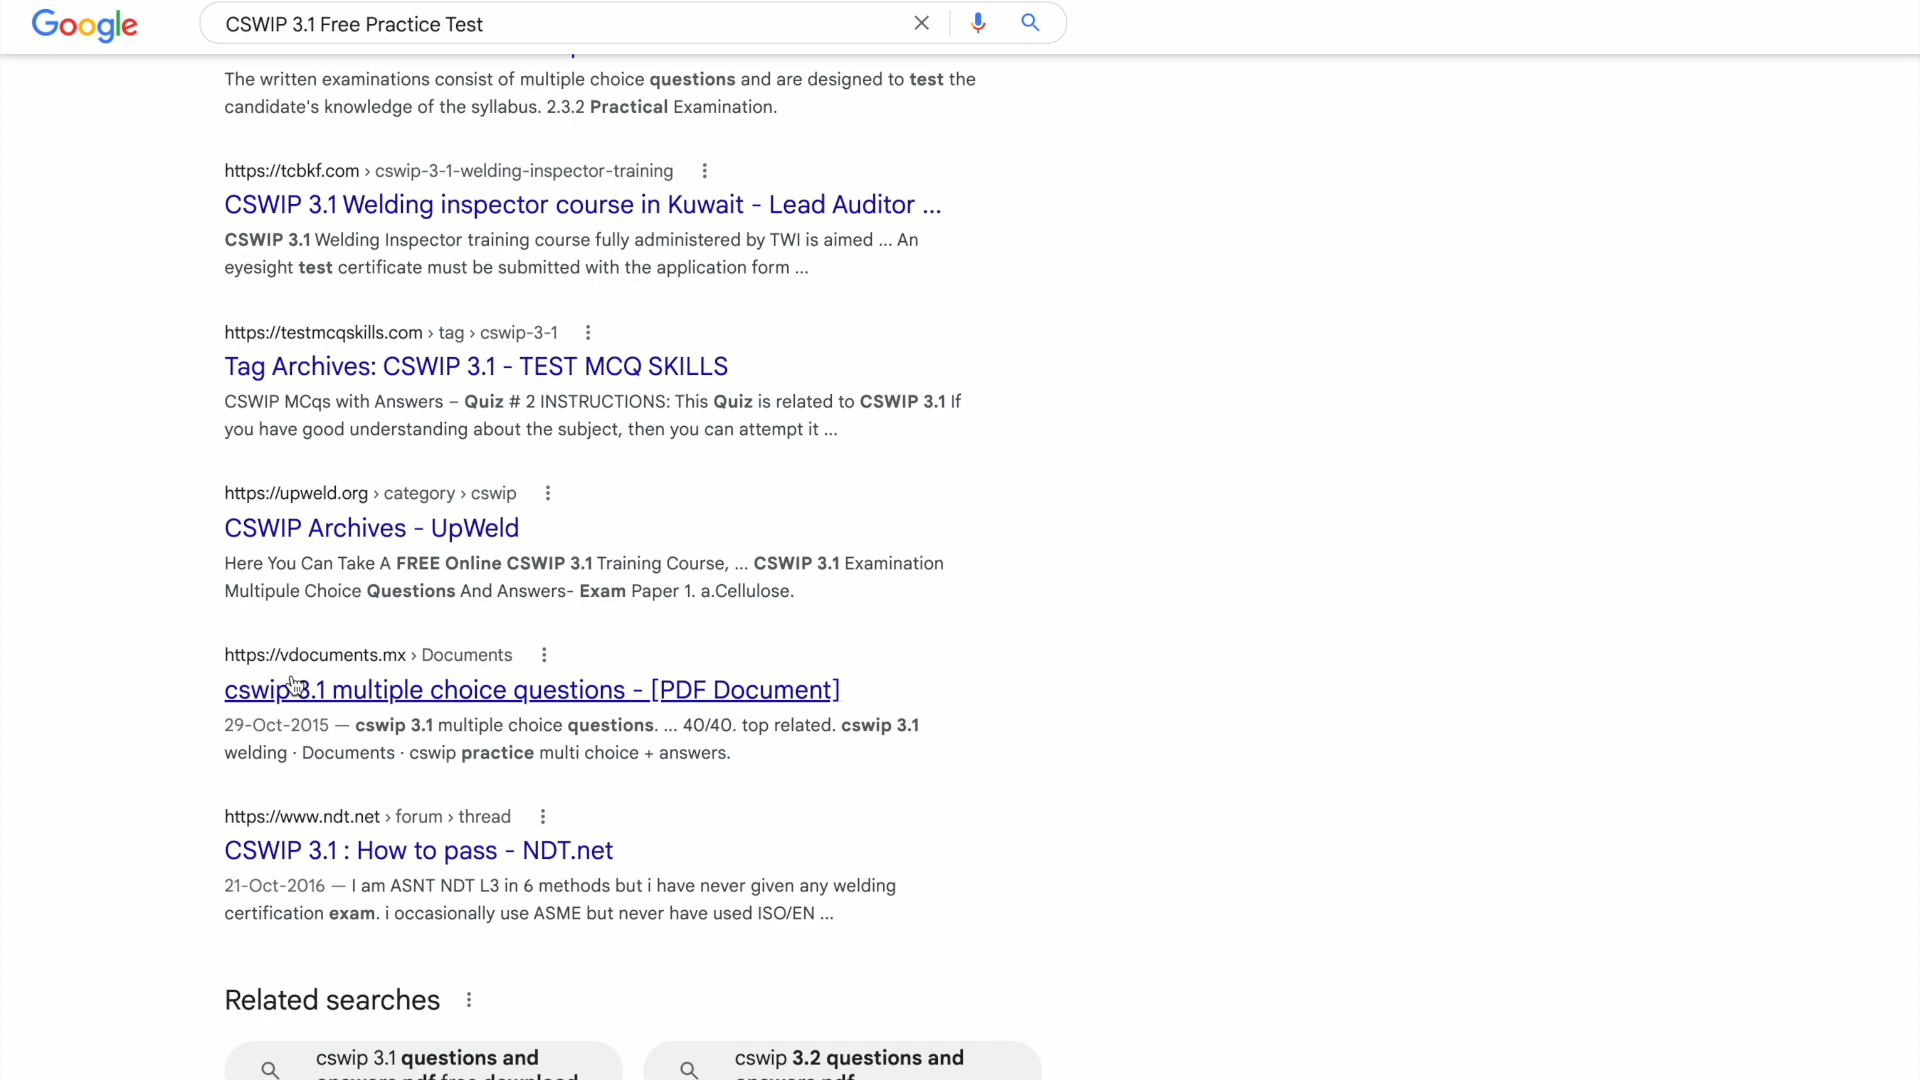 Google
CSWIP 3.1 Free Practice Test
The written examinations consist of multiple choice questions and are designed to test the
candidate's knowledge of the syllabus. 2.3.2 Practical Examination.
https://tcbkf.com › cswip-3-1-welding-inspector-training
CSWIP 3.1 Welding inspector course in Kuwait - Lead Auditor ...
CSWIP 3.1 Welding Inspector training course fully administered by TWI is aimed ... An
eyesight test certificate must be submitted with the application form ...
https://testmcqskills.com › tag › cswip-3-1
Tag Archives: CSWIP 3.1 - TEST MCQ SKILLS
CSWIP MCqs with Answers – Quiz # 2 INSTRUCTIONS: This Quiz is related to CSWIP 3.1 If
you have good understanding about the subject, then you can attempt it ...
https://upweld.org › category › cswip
CSWIP Archives - UpWeld
Here You Can Take A FREE Online CSWIP 3.1 Training Course, ... CSWIP 3.1 Examination
Multipule Choice Questions And Answers- Exam Paper 1. a.Cellulose.
https://vdocuments.mx › Documents
cswip 3.1 multiple choice questions - [PDF Document]
29-Oct-2015 — cswip 3.1 multiple choice questions. ... 40/40. top related. cswip 3.1
welding · Documents · cswip practice multi choice + answers.
https://www.ndt.net › forum › thread
CSWIP 3.1 : How to pass - NDT.net
21-Oct-2016 — I am ASNT NDT L3 in 6 methods but i have never given any welding
certification exam. i occasionally use ASME but never have used ISO/EN ...
Related searches
cswip 3.1 questions and
answers pdf free download
cswip 3.2 questions and
answers pdf